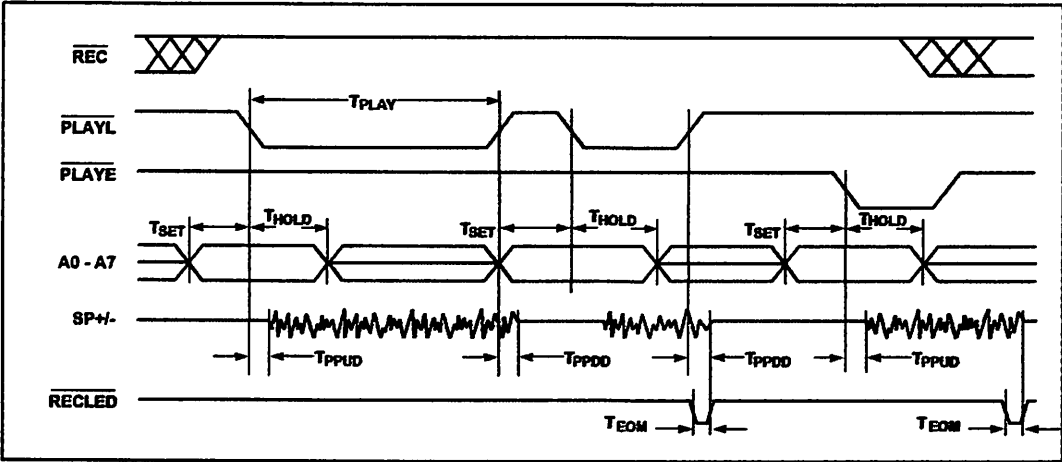 REC
TPLAY
PLAYL
PLAYE
TSET THOLD TSET THOLD TSET THOLD
A0 - A7
SP+/-
TPPUD TPPDD TPPDD TPPUD
RECLED
TEOM TEOM